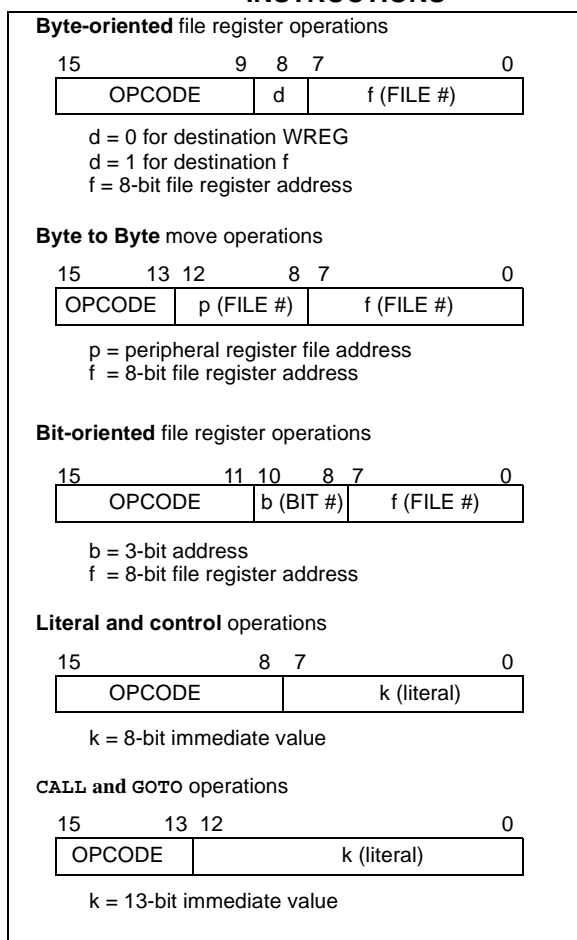 INSTRUCTIONS
Byte-oriented file register operations
15 9 8 7 0
OPCODE d f (FILE #)
d = 0 for destination WREG
d = 1 for destination f
f = 8-bit file register address
Byte to Byte move operations
15 13 12 8 7 0
OPCODE p (FILE #) f (FILE #)
p = peripheral register file address
f = 8-bit file register address
Bit-oriented file register operations
15 11 10 8 7 0
OPCODE b (BIT #) f (FILE #)
b = 3-bit address
f = 8-bit file register address
Literal and control operations
15 8 7 0
OPCODE k (literal)
k = 8-bit immediate value
CALL and GOTO operations
15 13 12 0
OPCODE k (literal)
k = 13-bit immediate value